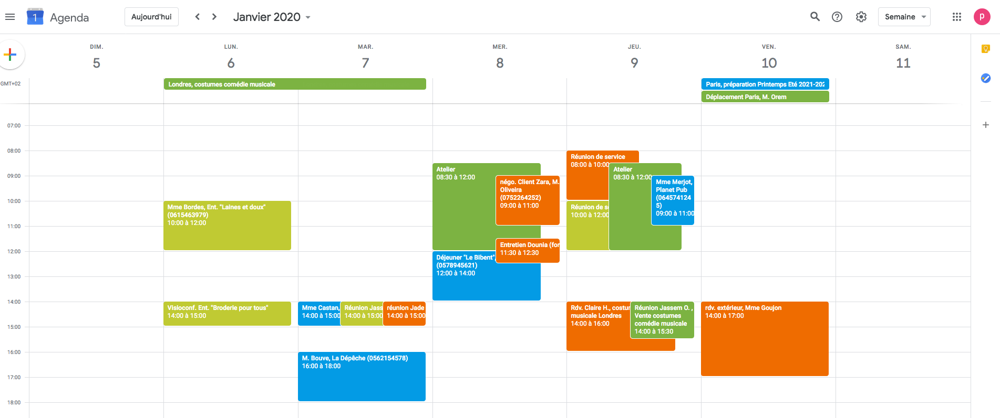 1 Agenda Aujourd'hui Janvier 2020 Semaine p
DIM. LUN. MAR. MER. JEU. VEN. SAM.
5 6 7 8 9 10 11
GMT+02
Londres, costumes comédie musicale
Paris, préparation Printemps Eté 2021-202
Déplacement Paris, M. Orem
07:00
08:00
09:00
10:00
11:00
12:00
13:00
14:00
15:00
16:00
17:00
18:00
Mme Bordes, Ent. "Laines et doux"
(0615463979)
10:00 à 12:00
Visioconf. Ent. "Broderie pour tous"
14:00 à 15:00
Mme Castan,
14:00 à 15:00
Réunion Jass
14:00 à 15:00
réunion Jade
14:00 à 15:00
M. Bouve, La Dépêche (0562154578)
16:00 à 18:00
Atelier
08:30 à 12:00
négo. Client Zara, M.
Oliveira
(0752264252)
09:00 à 11:00
Entretien Dounia (for
11:30 à 12:30
Déjeuner "Le Bibent",
(0578945621)
12:00 à 14:00
Réunion de service
08:00 à 10:00
Atelier
08:30 à 12:00
Mme Merjot,
Planet Pub
(064574124
5)
09:00 à 11:00
Réunion de s
10:00 à 12:00
Rdv. Claire H., costur
musicale Londres
14:00 à 16:00
Réunion Jassem O. ,
Vente costumes
comédie musicale
14:00 à 15:30
rdv. extérieur, Mme Goujon
14:00 à 17:00